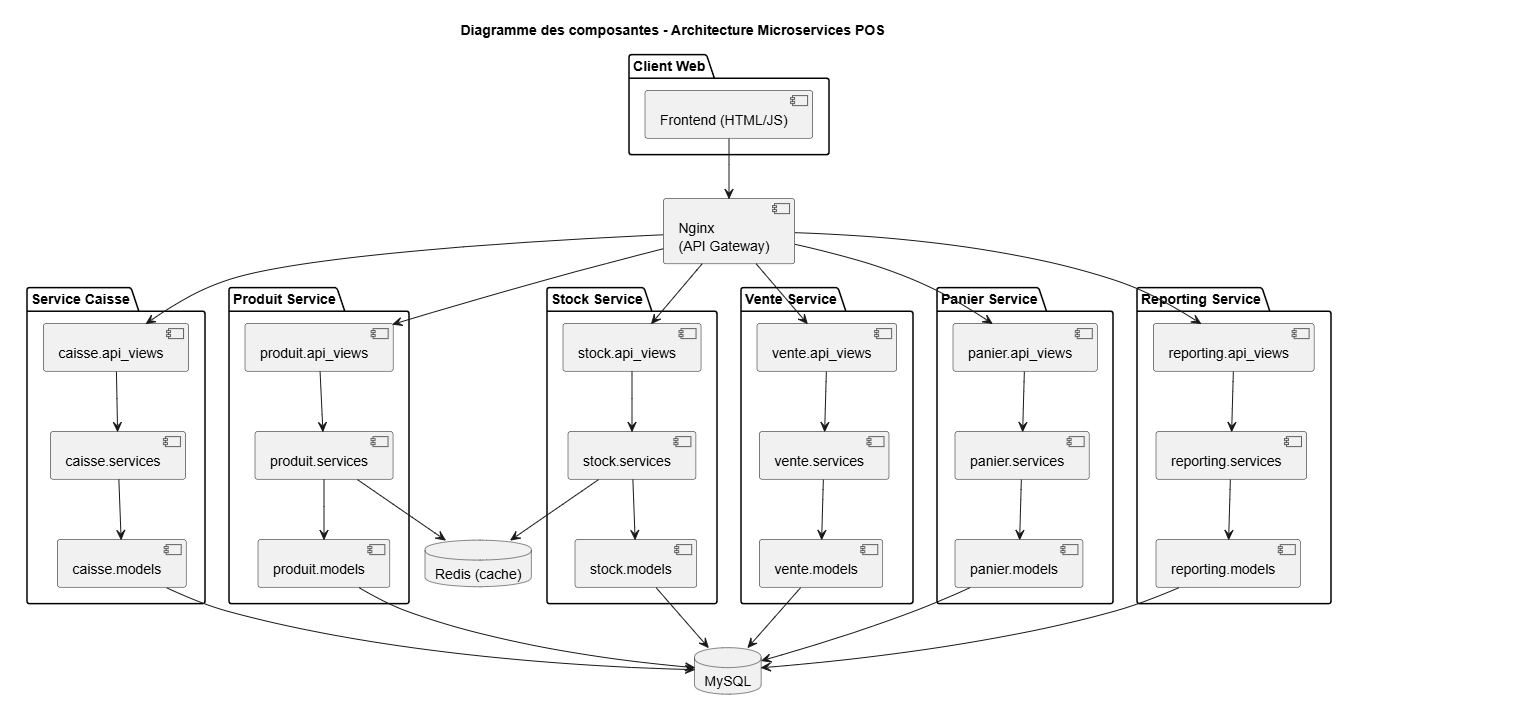 Diagramme des composantes - Architecture Microservices POS
Client Web
Frontend (HTML/JS)
Nginx
(API Gateway)
Service Caisse
Produit Service
Stock Service
Vente Service
Panier Service
Reporting Service
caisse.api_views
produit.api_views
stock.api_views
vente.api_views
panier.api_views
reporting.api_views
caisse.services
produit.services
stock.services
vente.services
panier.services
reporting.services
caisse.models
produit.models
Redis (cache)
stock.models
vente.models
panier.models
reporting.models
MySQL